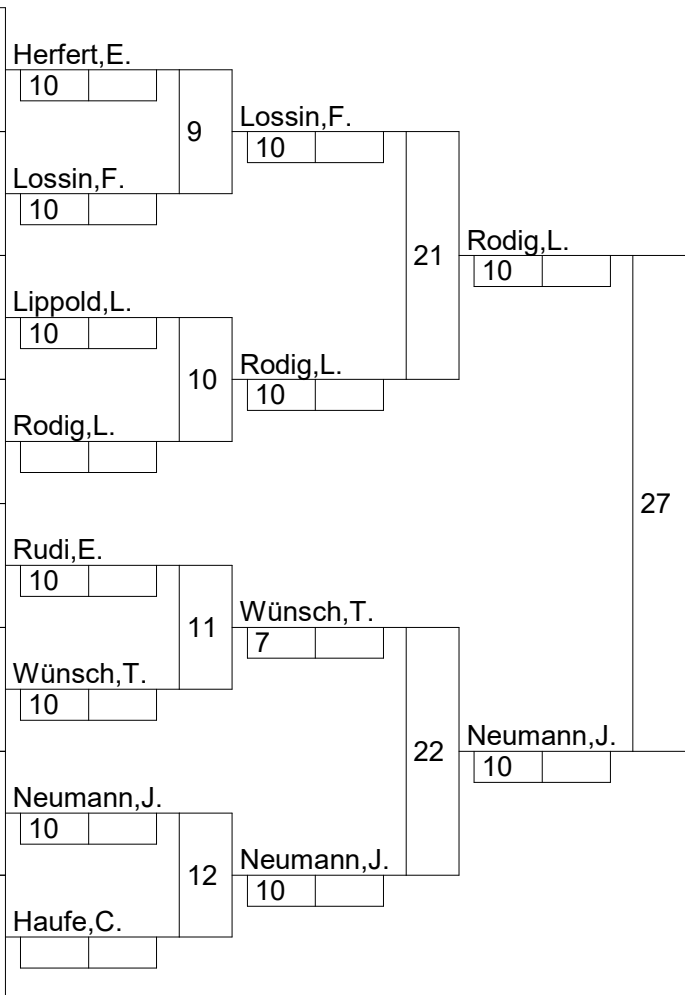 Herfert,E.
10
9
Lossin,F.
10
Lossin,F.
10
21
Rodig,L.
10
Lippold,L.
10
10
Rodig,L.
10
Rodig,L.
27
Rudi,E.
10
11
Wünsch,T.
7
Wünsch,T.
10
22
Neumann,J.
10
Neumann,J.
10
12
Neumann,J.
10
Haufe,C.